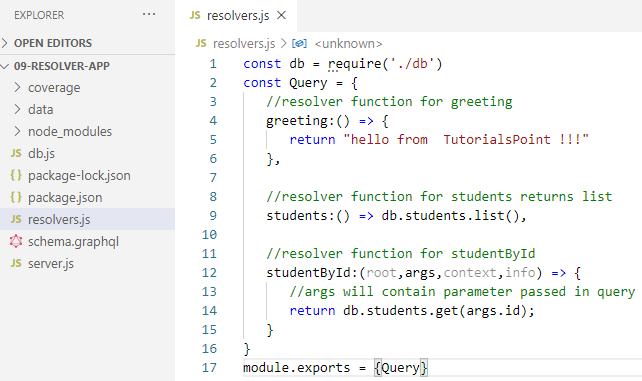 EXPLORER
···
JS resolvers.js ×
> OPEN EDITORS
JS resolvers.js > <unknown>
∨ 09-RESOLVER-APP
> coverage
> data
> node_modules
JS db.js
{ } package-lock.json
{ } package.json
JS resolvers.js
schema.graphql
JS server.js
1 const db = require('./db')
2 const Query = {
3 //resolver function for greeting
4 greeting:() => {
5 return "hello from  TutorialsPoint !!!"
6 },
7
8 //resolver function for students returns list
9 students:() => db.students.list(),
10
11 //resolver function for studentById
12 studentById:(root,args,context,info) => {
13 //args will contain parameter passed in query
14 return db.students.get(args.id);
15 }
16 }
17 module.exports = {Query}